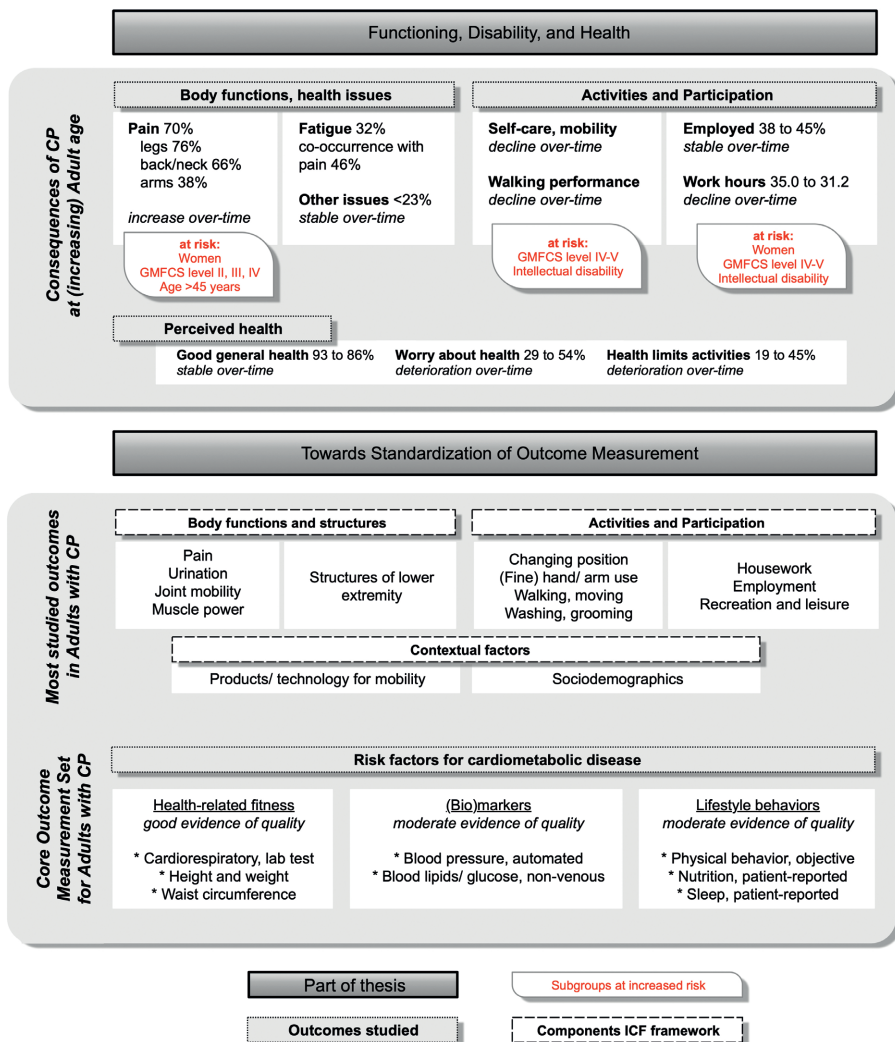 Functioning, Disability, and Health
Consequences of CP
at (increasing) Adult age
Body functions, health issues
Pain 70%
legs 76%
back/neck 66%
arms 38%
increase over-time
Fatigue 32%
co-occurrence with
pain 46%
Other issues <23%
stable over-time
at risk:
Women
GMFCS level II, III, IV
Age >45 years
Activities and Participation
Self-care, mobility
decline over-time
Walking performance
decline over-time
Employed 38 to 45%
stable over-time
Work hours 35.0 to 31.2
decline over-time
at risk:
GMFCS level IV-V
Intellectual disability
at risk:
Women
GMFCS level IV-V
Intellectual disability
Perceived health
Good general health 93 to 86%
stable over-time
Worry about health 29 to 54%
deterioration over-time
Health limits activities 19 to 45%
deterioration over-time
Towards Standardization of Outcome Measurement
Most studied outcomes
in Adults with CP
Body functions and structures
Pain
Urination
Joint mobility
Muscle power
Structures of lower
extremity
Activities and Participation
Changing position
(Fine) hand/ arm use
Walking, moving
Washing, grooming
Housework
Employment
Recreation and leisure
Contextual factors
Products/ technology for mobility
Sociodemographics
Core Outcome
Measurement Set
for Adults with CP
Risk factors for cardiometabolic disease
Health-related fitness
good evidence of quality
* Cardiorespiratory, lab test
* Height and weight
* Waist circumference
(Bio)markers
moderate evidence of quality
* Blood pressure, automated
* Blood lipids/ glucose, non-venous
Lifestyle behaviors
moderate evidence of quality
* Physical behavior, objective
* Nutrition, patient-reported
* Sleep, patient-reported
Part of thesis
Subgroups at increased risk
Outcomes studied
Components ICF framework